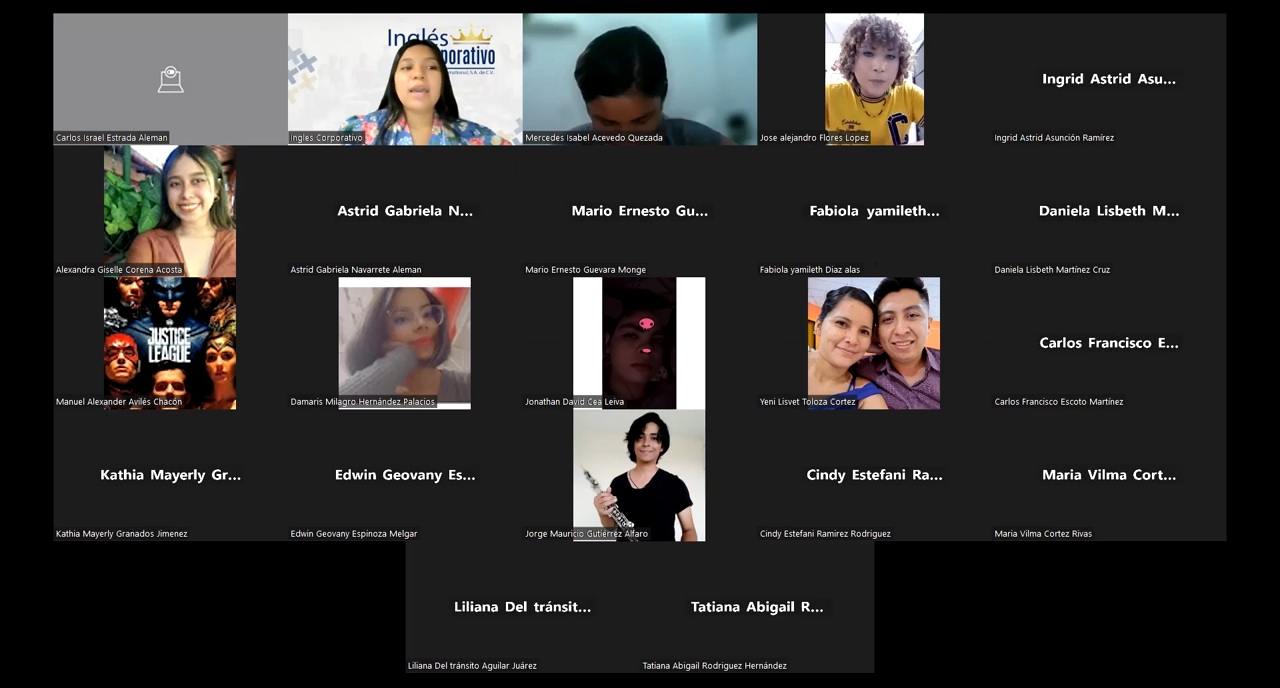 Inglés
porativo
national, S.A. de C.V.
Carlos Israel Estrada Aleman
Ingles Corporativo
Mercedes Isabel Acevedo Quezada
Jose alejandro Flores Lopez
Ingrid Astrid Asu...
Ingrid Astrid Asunción Ramírez
Alexandra Giselle Corena Acosta
Astrid Gabriela N...
Astrid Gabriela Navarrete Aleman
Mario Ernesto Gu...
Mario Ernesto Guevara Monge
Fabiola yamileth...
Fabiola yamileth Diaz alas
Daniela Lisbeth M...
Daniela Lisbeth Martínez Cruz
JUSTICE
LEAGUE
Manuel Alexander Avilés Chacón
Damaris Milagro Hernández Palacios
Jonathan David Cea Leiva
Yeni Lisvet Toloza Cortez
Carlos Francisco E...
Carlos Francisco Escoto Martínez
Kathia Mayerly Gr...
Kathia Mayerly Granados Jimenez
Edwin Geovany Es...
Edwin Geovany Espinoza Melgar
Jorge Mauricio Gutiérrez Alfaro
Cindy Estefani Ra...
Cindy Estefani Ramirez Rodriguez
Maria Vilma Cort...
Maria Vilma Cortez Rivas
Liliana Del tránsit...
Liliana Del tránsito Aguilar Juárez
Tatiana Abigail R...
Tatiana Abigail Rodriguez Hernández